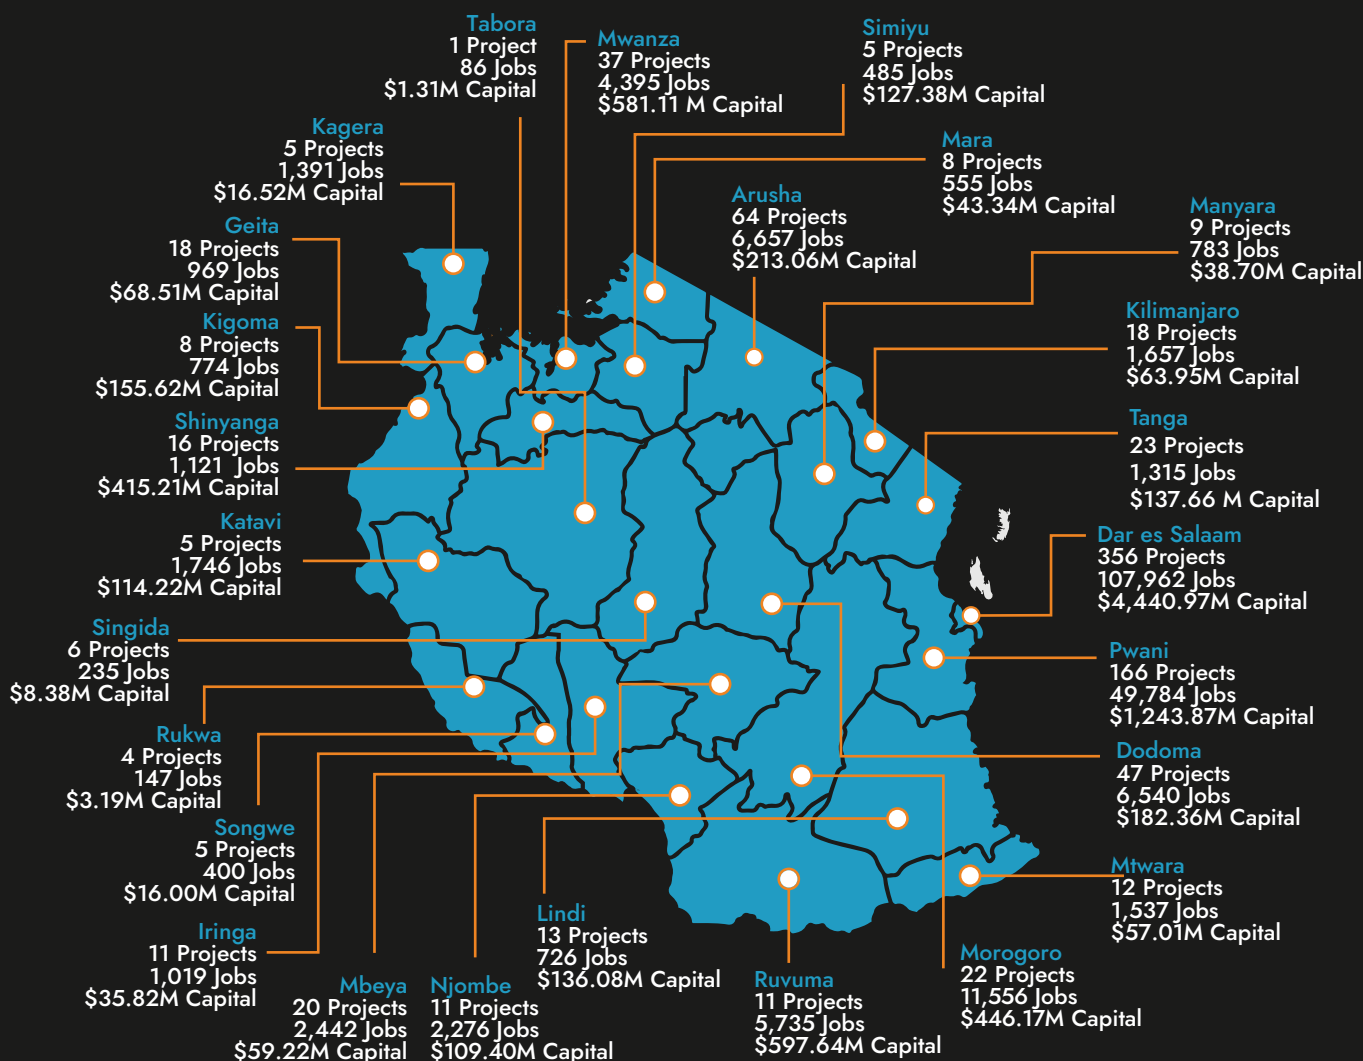 Tabora
1 Project
86 Jobs
$1.31M Capital
Mwanza
37 Projects
4,395 Jobs
$581.11 M Capital
Simiyu
5 Projects
485 Jobs
$127.38M Capital
Kagera
5 Projects
1,391 Jobs
$16.52M Capital
Mara
8 Projects
555 Jobs
$43.34M Capital
Arusha
64 Projects
6,657 Jobs
$213.06M Capital
Manyara
9 Projects
783 Jobs
$38.70M Capital
Geita
18 Projects
969 Jobs
$68.51M Capital
Kilimanjaro
18 Projects
1,657 Jobs
$63.95M Capital
Kigoma
8 Projects
774 Jobs
$155.62M Capital
Tanga
23 Projects
1,315 Jobs
$137.66 M Capital
Shinyanga
16 Projects
1,121 Jobs
$415.21M Capital
Katavi
5 Projects
1,746 Jobs
$114.22M Capital
Dar es Salaam
356 Projects
107,962 Jobs
$4,440.97M Capital
Singida
6 Projects
235 Jobs
$8.38M Capital
Pwani
166 Projects
49,784 Jobs
$1,243.87M Capital
Rukwa
4 Projects
147 Jobs
$3.19M Capital
Dodoma
47 Projects
6,540 Jobs
$182.36M Capital
Songwe
5 Projects
400 Jobs
$16.00M Capital
Mtwara
12 Projects
1,537 Jobs
$57.01M Capital
Iringa
11 Projects
1,019 Jobs
$35.82M Capital
Lindi
13 Projects
726 Jobs
$136.08M Capital
Morogoro
22 Projects
11,556 Jobs
$446.17M Capital
Mbeya
20 Projects
2,442 Jobs
$59.22M Capital
Njombe
11 Projects
2,276 Jobs
$109.40M Capital
Ruvuma
11 Projects
5,735 Jobs
$597.64M Capital